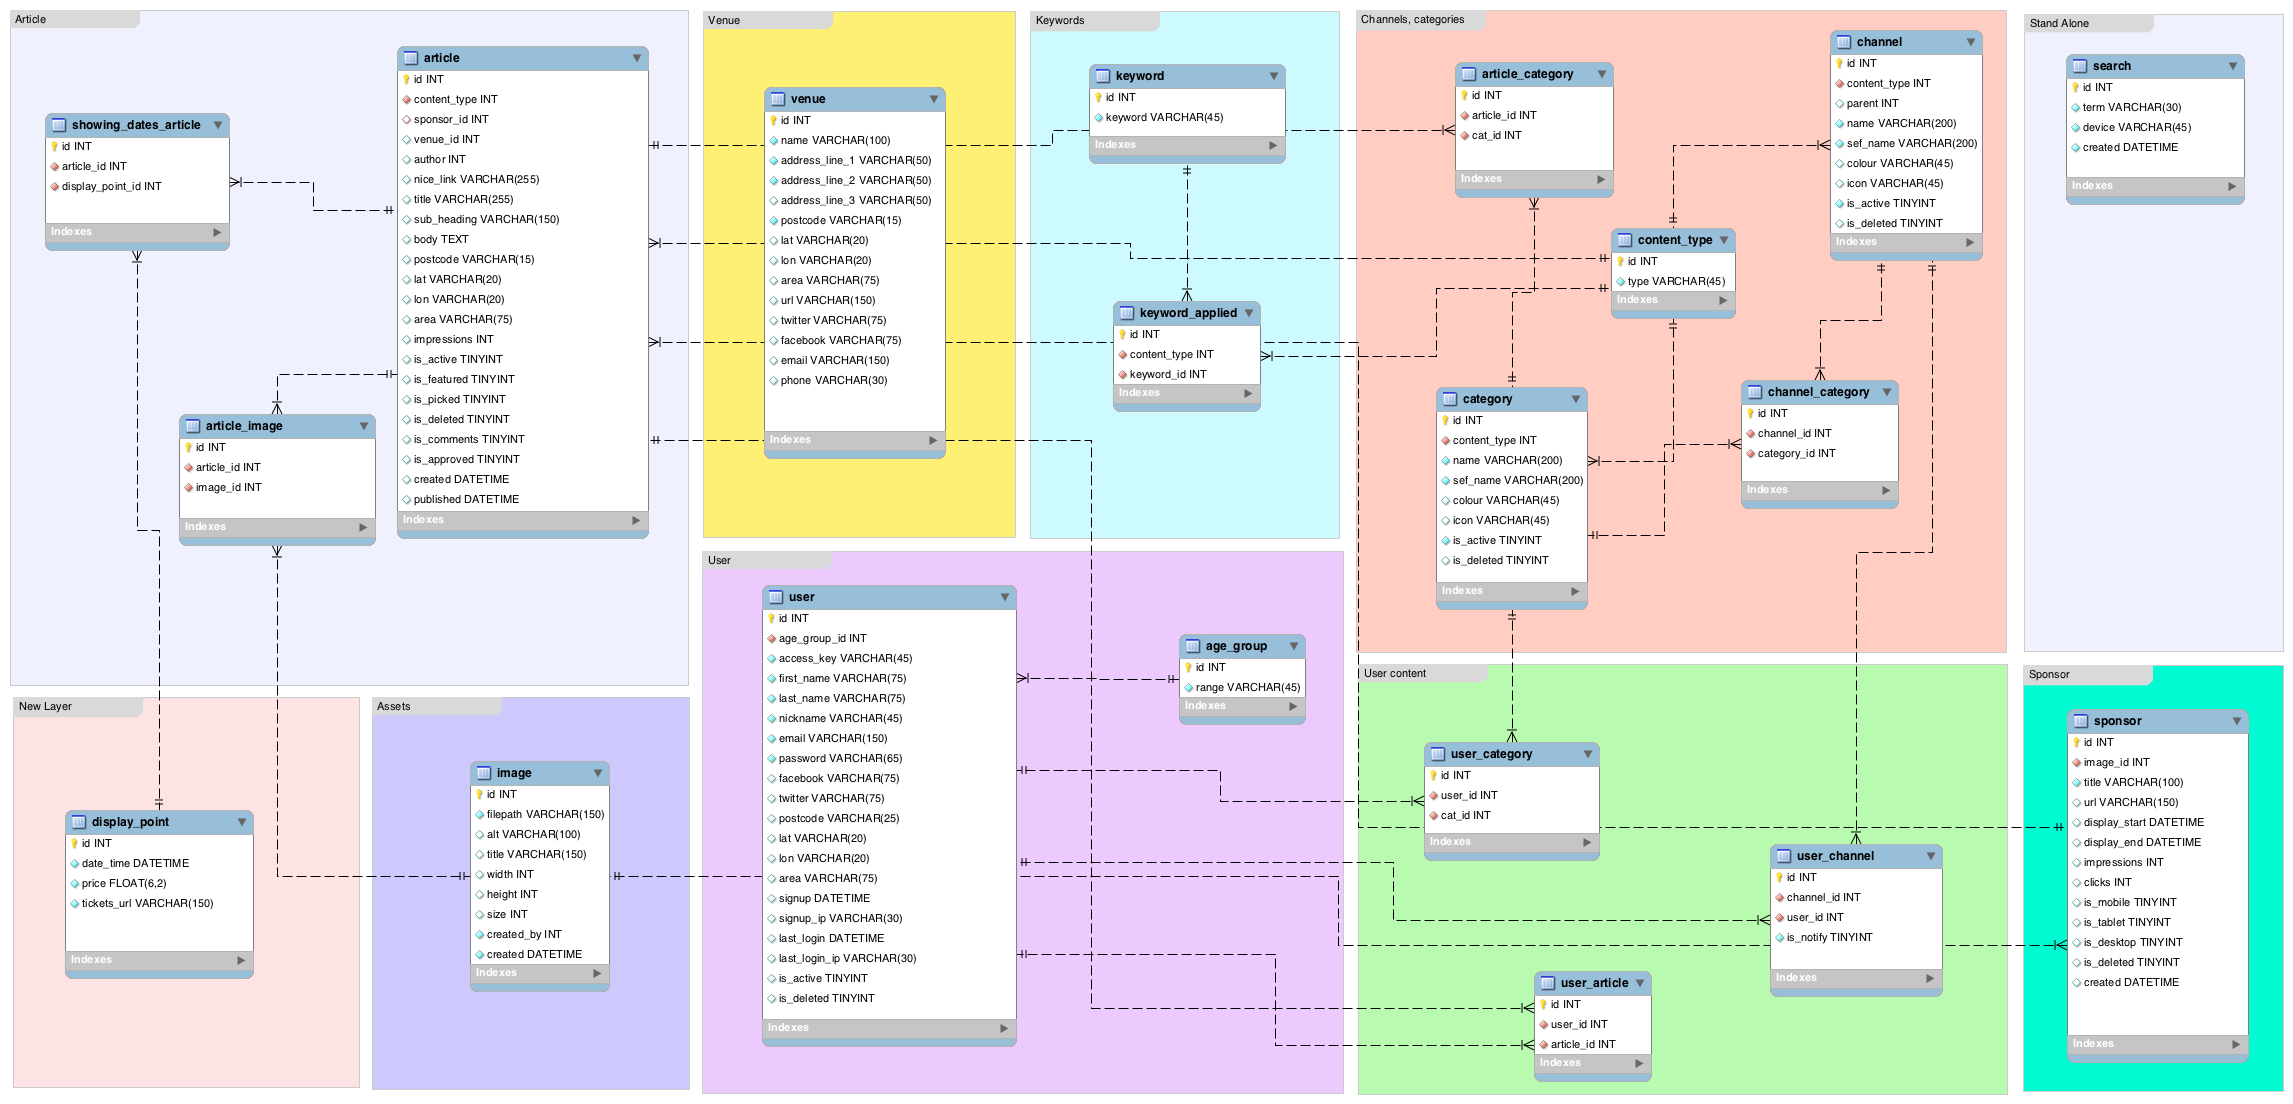 Article
article
id INT
content_type INT
sponsor_id INT
venue_id INT
author INT
nice_link VARCHAR(255)
title VARCHAR(255)
sub_heading VARCHAR(150)
body TEXT
postcode VARCHAR(15)
lat VARCHAR(20)
lon VARCHAR(20)
area VARCHAR(75)
impressions INT
is_active TINYINT
is_featured TINYINT
is_picked TINYINT
is_deleted TINYINT
is_comments TINYINT
is_approved TINYINT
created DATETIME
published DATETIME
Indexes
showing_dates_article
id INT
article_id INT
display_point_id INT
Indexes
article_image
id INT
article_id INT
image_id INT
Indexes
Venue
venue
id INT
name VARCHAR(100)
address_line_1 VARCHAR(50)
address_line_2 VARCHAR(50)
address_line_3 VARCHAR(50)
postcode VARCHAR(15)
lat VARCHAR(20)
lon VARCHAR(20)
area VARCHAR(75)
url VARCHAR(150)
twitter VARCHAR(75)
facebook VARCHAR(75)
email VARCHAR(150)
phone VARCHAR(30)
Indexes
Keywords
keyword
id INT
keyword VARCHAR(45)
Indexes
keyword_applied
id INT
content_type INT
keyword_id INT
Indexes
Channels, categories
article_category
id INT
article_id INT
cat_id INT
Indexes
channel
id INT
content_type INT
parent INT
name VARCHAR(200)
sef_name VARCHAR(200)
colour VARCHAR(45)
icon VARCHAR(45)
is_active TINYINT
is_deleted TINYINT
Indexes
content_type
id INT
type VARCHAR(45)
Indexes
category
id INT
content_type INT
name VARCHAR(200)
sef_name VARCHAR(200)
colour VARCHAR(45)
icon VARCHAR(45)
is_active TINYINT
is_deleted TINYINT
Indexes
channel_category
id INT
channel_id INT
category_id INT
Indexes
Stand Alone
search
id INT
term VARCHAR(30)
device VARCHAR(45)
created DATETIME
Indexes
New Layer
display_point
id INT
date_time DATETIME
price FLOAT(6,2)
tickets_url VARCHAR(150)
Indexes
Assets
image
id INT
filepath VARCHAR(150)
alt VARCHAR(100)
title VARCHAR(150)
width INT
height INT
size INT
created_by INT
created DATETIME
Indexes
User
user
id INT
age_group_id INT
access_key VARCHAR(45)
first_name VARCHAR(75)
last_name VARCHAR(75)
nickname VARCHAR(45)
email VARCHAR(150)
password VARCHAR(65)
facebook VARCHAR(75)
twitter VARCHAR(75)
postcode VARCHAR(25)
lat VARCHAR(20)
lon VARCHAR(20)
area VARCHAR(75)
signup DATETIME
signup_ip VARCHAR(30)
last_login DATETIME
last_login_ip VARCHAR(30)
is_active TINYINT
is_deleted TINYINT
Indexes
age_group
id INT
range VARCHAR(45)
Indexes
User content
user_category
id INT
user_id INT
cat_id INT
Indexes
user_channel
id INT
channel_id INT
user_id INT
is_notify TINYINT
Indexes
user_article
id INT
user_id INT
article_id INT
Indexes
Sponsor
sponsor
id INT
image_id INT
title VARCHAR(100)
url VARCHAR(150)
display_start DATETIME
display_end DATETIME
impressions INT
clicks INT
is_mobile TINYINT
is_tablet TINYINT
is_desktop TINYINT
is_deleted TINYINT
created DATETIME
Indexes